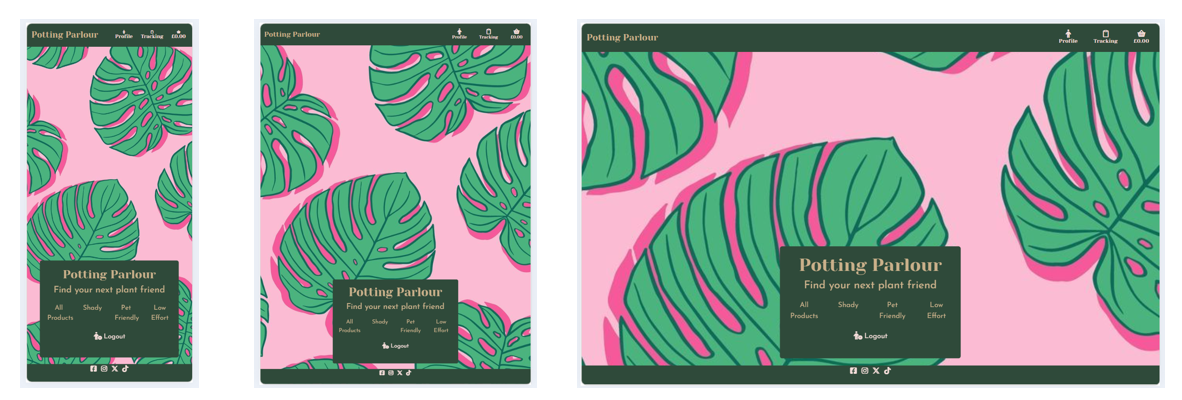 Potting Parlour
Profile Tracking £0.00
Potting Parlour
Find your next plant friend
All Products Shady Pet Friendly Low Effort
Logout
Potting Parlour
Profile Tracking £0.00
Potting Parlour
Find your next plant friend
All Products Shady Pet Friendly Low Effort
Logout
Potting Parlour
Profile Tracking £0.00
Potting Parlour
Find your next plant friend
All Products Shady Pet Friendly Low Effort
Logout